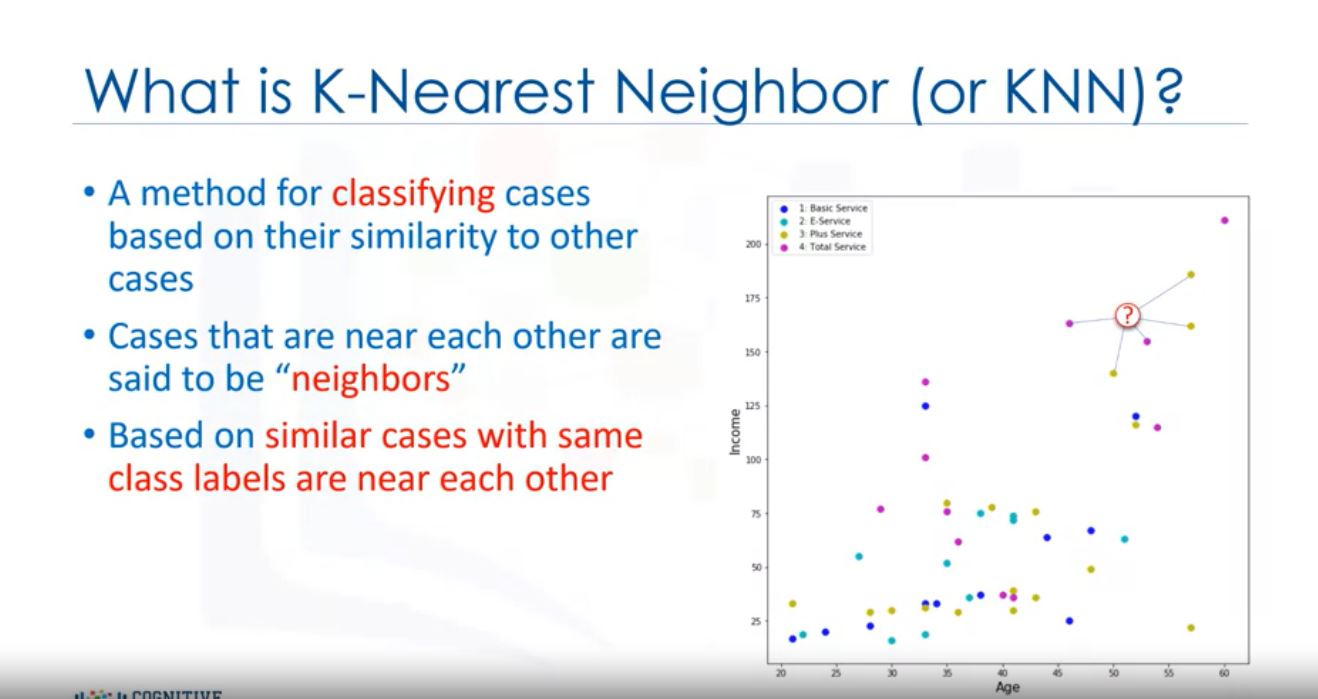 What is K-Nearest Neighbor (or KNN)?
• A method for classifying cases
based on their similarity to other
cases
• Cases that are near each other are
said to be “neighbors”
• Based on similar cases with same
class labels are near each other
1: Basic Service
2: E-Service
3: Plus Service
4: Total Service
?
200
175
150
125
100
75
50
25
Income
20 25 30 35 40 45 50 55 60
Age
COGNITIVE